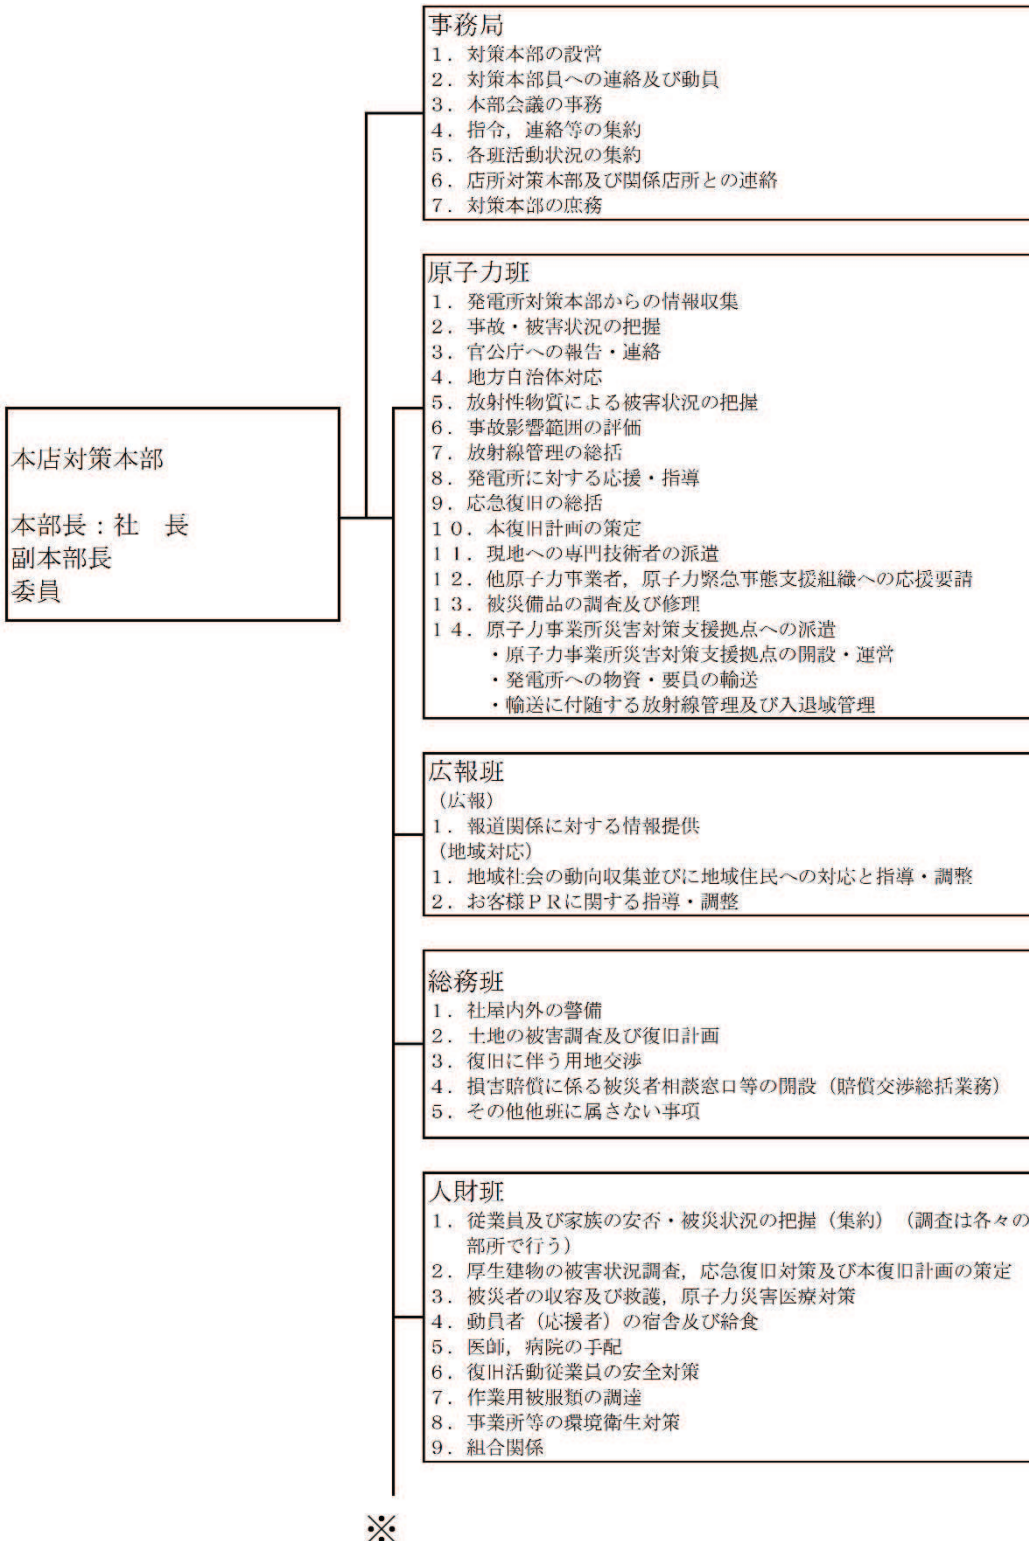 本店対策本部
本部長：社　長
副本部長
委員
事務局
１．対策本部の設営
２．対策本部員への連絡及び動員
３．本部会議の事務
４．指令，連絡等の集約
５．各班活動状況の集約
６．店所対策本部及び関係店所との連絡
７．対策本部の庶務
原子力班
１．発電所対策本部からの情報収集
２．事故・被害状況の把握
３．官公庁への報告・連絡
４．地方自治体対応
５．放射性物質による被害状況の把握
６．事故影響範囲の評価
７．放射線管理の総括
８．発電所に対する応援・指導
９．応急復旧の総括
１０．本復旧計画の策定
１１．現地への専門技術者の派遣
１２．他原子力事業者，原子力緊急事態支援組織への応援要請
１３．被災備品の調査及び修理
１４．原子力事業所災害対策支援拠点への派遣
・原子力事業所災害対策支援拠点の開設・運営
・発電所への物資・要員の輸送
・輸送に付随する放射線管理及び入退域管理
広報班
（広報）
１．報道関係に対する情報提供
（地域対応）
１．地域社会の動向収集並びに地域住民への対応と指導・調整
２．お客様ＰＲに関する指導・調整
総務班
１．社屋内外の警備
２．土地の被害調査及び復旧計画
３．復旧に伴う用地交渉
４．損害賠償に係る被災者相談窓口等の開設（賠償交渉総括業務）
５．その他他班に属さない事項
人財班
１．従業員及び家族の安否・被災状況の把握（集約）（調査は各々の
部所で行う）
２．厚生建物の被害状況調査，応急復旧対策及び本復旧計画の策定
３．被災者の収容及び救護，原子力災害医療対策
４．動員者（応援者）の宿舎及び給食
５．医師，病院の手配
６．復旧活動従業員の安全対策
７．作業用被服類の調達
８．事業所等の環境衛生対策
９．組合関係
※